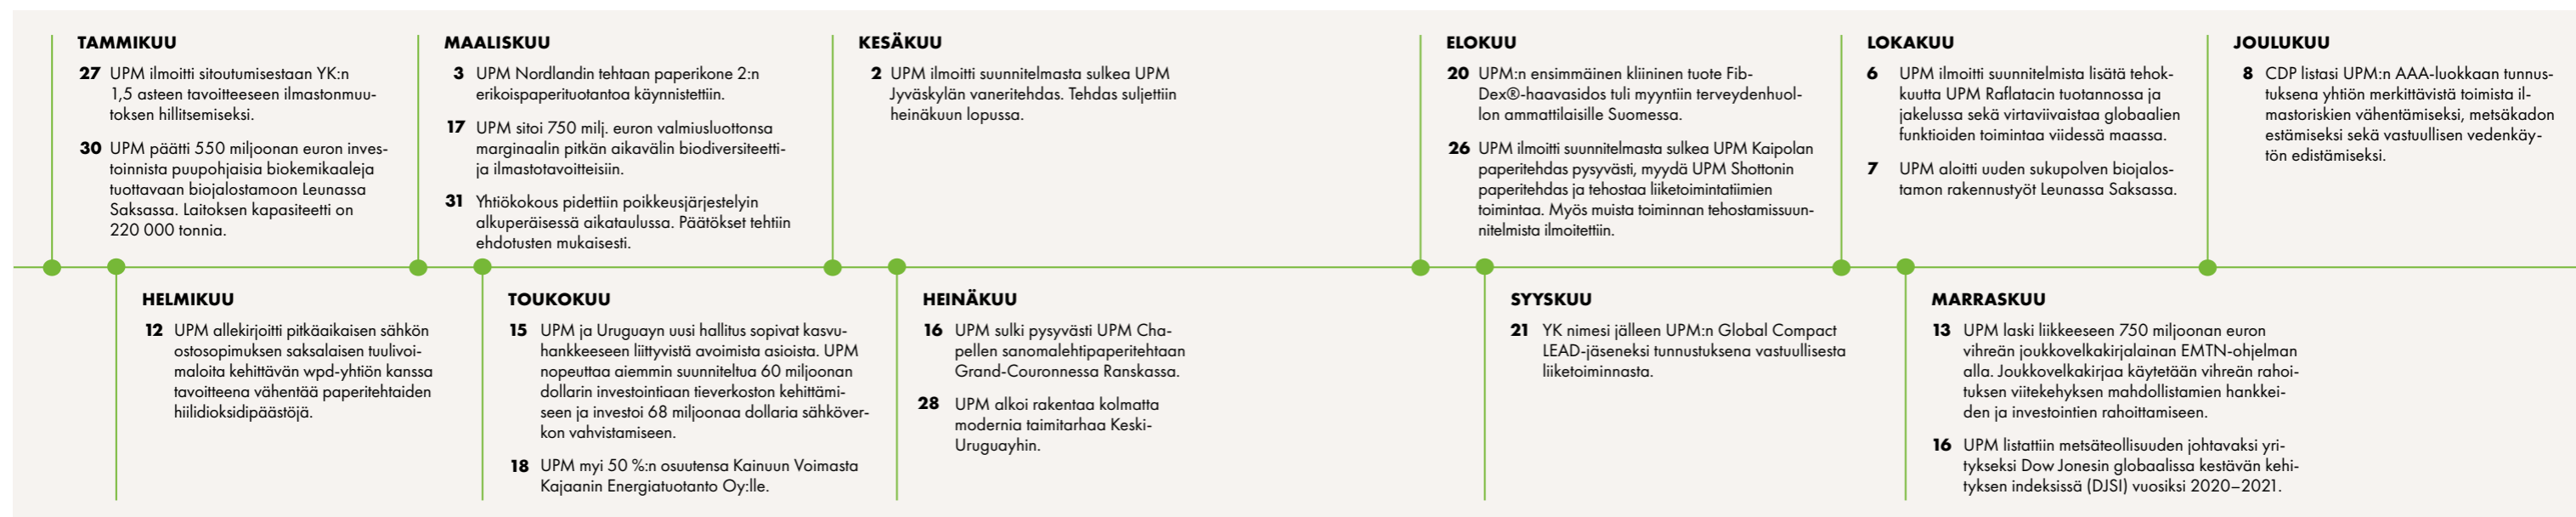 TAMMIKUU
27 UPM ilmoitti sitoutumisestaan YK:n
1,5 asteen tavoitteeseen ilmastonmuu-
toksen hillitsemiseksi.
30 UPM päätti 550 miljoonan euron inves-
toinnista puupohjaisia biokemikaaleja
tuottavaan biojalostamoon Leunassa
Saksassa. Laitoksen kapasiteetti on
220 000 tonnia.
HELMIKUU
12 UPM allekirjoitti pitkäaikaisen sähkön
ostosopimuksen saksalaisen tuulivoi-
maloita kehittävän wpd-yhtiön kanssa
tavoitteena vähentää paperitehtaiden
hiilidioksidipäästöjä.
MAALISKUU
3 UPM Nordlandin tehtaan paperikone 2:n
erikoispaperituotantoa käynnistettiin.
17 UPM sitoi 750 milj. euron valmiusluottonsa
marginaalin pitkän aikavälin biodiversiteetti-
ja ilmastotavoitteisiin.
31 Yhtiökokous pidettiin poikkeusjärjestelyin
alkuperäisessä aikataulussa. Päätökset tehtiin
ehdotusten mukaisesti.
TOUKOKUU
15 UPM ja Uruguayn uusi hallitus sopivat kasvu-
hankkeeseen liittyvistä avoimista asioista. UPM
nopeuttaa aiemmin suunniteltua 60 miljoonan
dollarin investointiaan tieverkoston kehittämi-
seen ja investoi 68 miljoonaa dollaria sähköver-
kon vahvistamiseen.
18 UPM myi 50 %:n osuutensa Kainuun Voimasta
Kajaanin Energiatuotanto Oy:lle.
KESÄKUU
2 UPM ilmoitti suunnitelmasta sulkea UPM
Jyväskylän vaneritehdas. Tehdas suljettiin
heinäkuun lopussa.
HEINÄKUU
16 UPM sulki pysyvästi UPM Cha-
pellen sanomalehtipaperitehtaan
Grand-Couronnessa Ranskassa.
28 UPM alkoi rakentaa kolmatta
modernia taimitarhaa Keski-
Uruguayhin.
ELOKUU
20 UPM:n ensimmäinen kliininen tuote Fib-
Dex®-haavasidos tuli myyntiin terveydenhuol-
lon ammattilaisille Suomessa.
26 UPM ilmoitti suunnitelmasta sulkea UPM Kaipolan
paperitehdas pysyvästi, myydä UPM Shottonin
paperitehdas ja tehostaa liiketoimintatiimien
toimintaa. Myös muista toiminnan tehostamissuun-
nitelmista ilmoitettiin.
SYYSKUU
21 YK nimesi jälleen UPM:n Global Compact
LEAD-jäseneksi tunnustuksena vastuullisesta
liiketoiminnasta.
LOKAKUU
6 UPM ilmoitti suunnitelmista lisätä tehok-
kuutta UPM Raflatacin tuotannossa ja
jakelussa sekä virtaviivaistaa globaalien
funktioiden toimintaa viidessä maassa.
7 UPM aloitti uuden sukupolven biojalos-
tamon rakennustyöt Leunassa Saksassa.
MARRASKUU
13 UPM laski liikkeeseen 750 miljoonan euron
vihreän joukkovelkakirjalainan EMTN-ohjelman
alla. Joukkovelkakirjaa käytetään vihreän rahoi-
tuksen viitekehyksen mahdollistamien hankkei-
den ja investointien rahoittamiseen.
16 UPM listattiin metsäteollisuuden johtavaksi yri-
tykseksi Dow Jonesin globaalissa kestävän kehi-
tyksen indeksissä (DJSI) vuosiksi 2020–2021.
JOULUKUU
8 CDP listasi UPM:n AAA-luokkaan tunnus-
tuksena yhtiön merkittävistä toimista il-
mastoriskien vähentämiseksi, metsäkadon
estämiseksi sekä vastuullisen vedenkäy-
tön edistämiseksi.